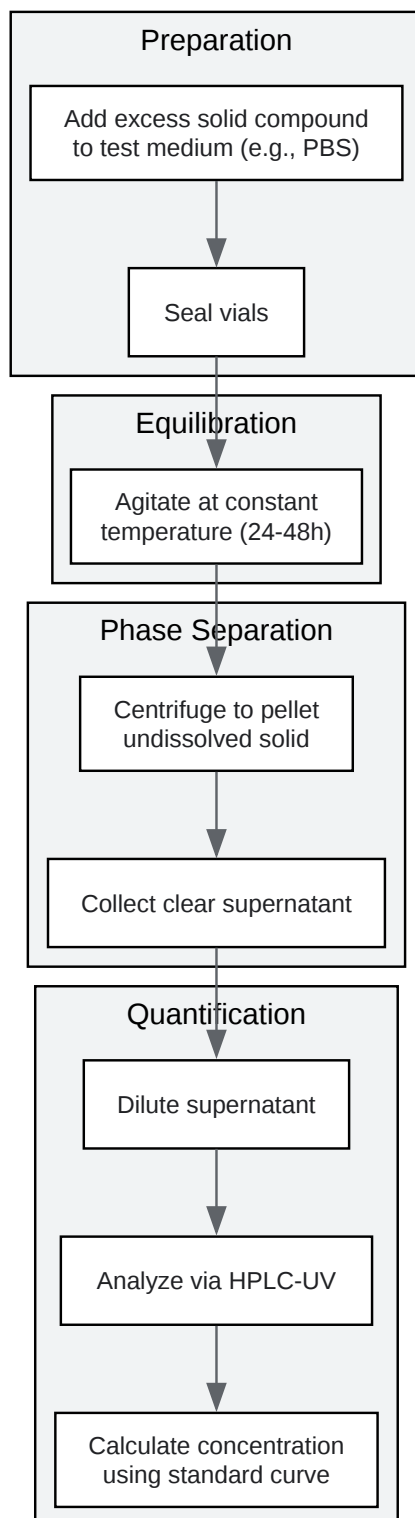 Preparation
Add excess solid compound
to test medium (e.g., PBS)
Seal vials
Equilibration
Agitate at constant
temperature (24-48h)
Phase Separation
Centrifuge to pellet
undissolved solid
Collect clear supernatant
Quantification
Dilute supernatant
Analyze via HPLC-UV
Calculate concentration
using standard curve